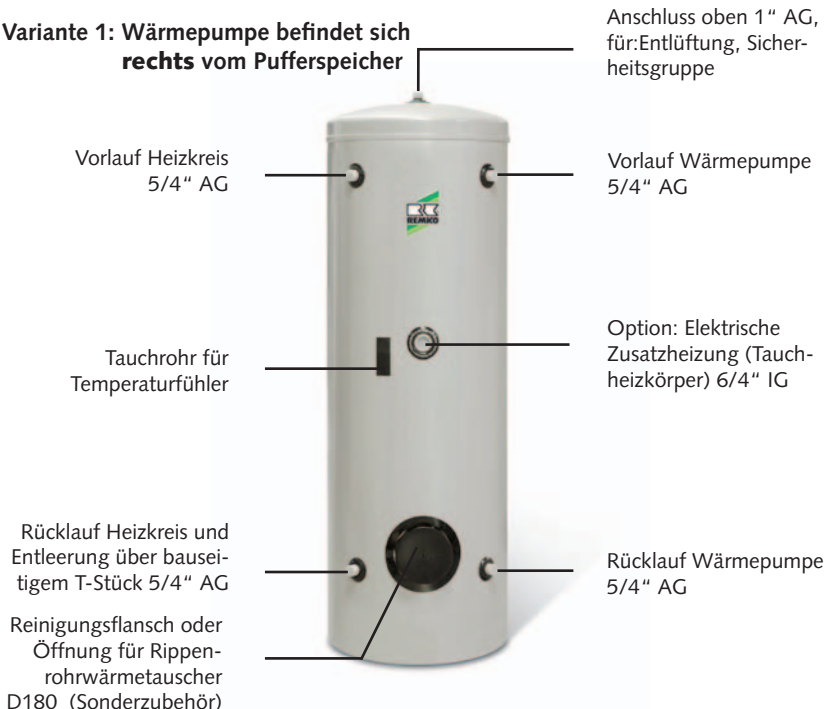 Variante 1: Wärmepumpe befindet sich
rechts vom Pufferspeicher
Anschluss oben 1" AG,
für:Entlüftung, Sicher-
heitsgruppe
Vorlauf Heizkreis
5/4" AG
Vorlauf Wärmepumpe
5/4" AG
REMKO
Tauchrohr für
Temperaturfühler
Option: Elektrische
Zusatzheizung (Tauch-
heizkörper) 6/4" IG
Rücklauf Heizkreis und
Entleerung über bausei-
tigem T-Stück 5/4" AG
Rücklauf Wärmepumpe
5/4" AG
Reinigungsflansch oder
Öffnung für Rippen-
rohrwärmetauscher
D180 (Sonderzubehör)